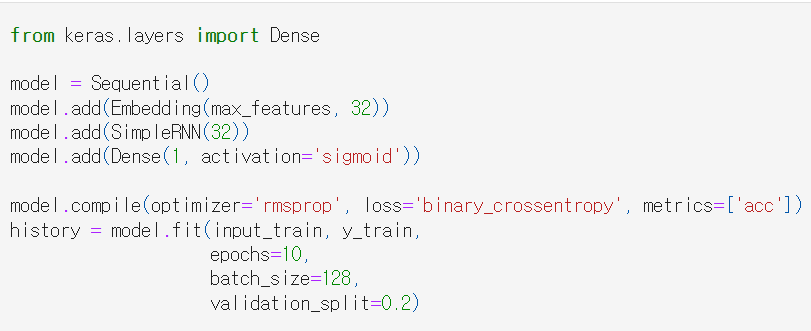 from keras.layers import Dense
model = Sequential()
model.add(Embedding(max_features, 32))
model.add(SimpleRNN(32))
model.add(Dense(1, activation='sigmoid'))
model.compile(optimizer='rmsprop', loss='binary_crossentropy', metrics=['acc'])
history = model.fit(input_train, y_train,
epochs=10,
batch_size=128,
validation_split=0.2)